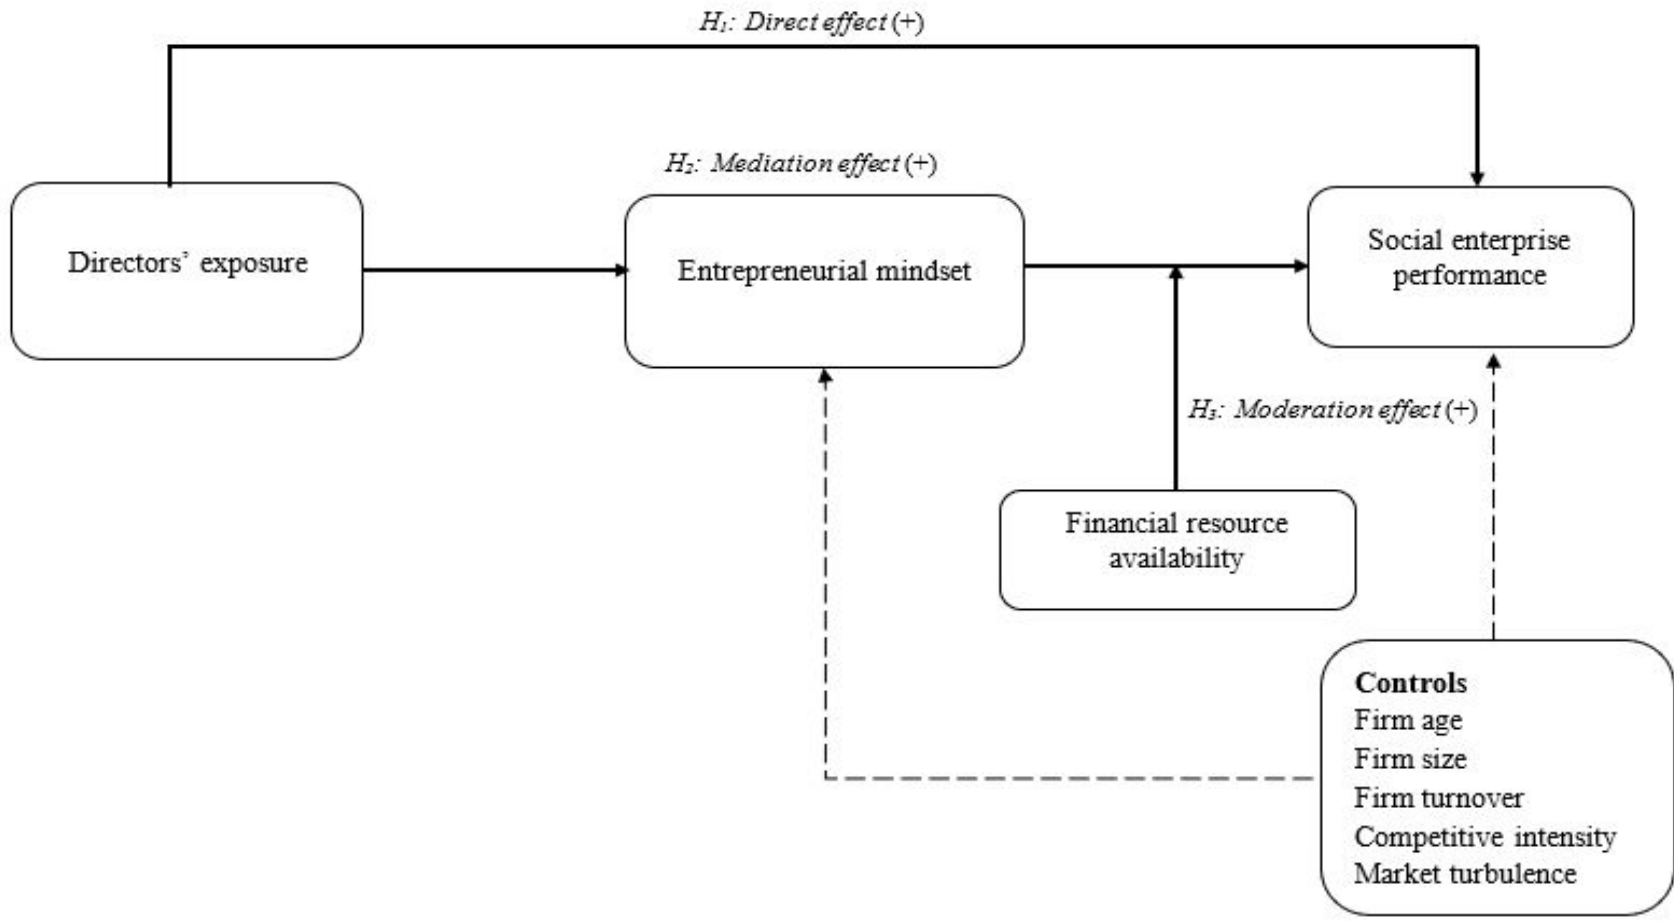 H₁: Direct effect (+)
H₂: Mediation effect (+)
Directors’ exposure
Entrepreneurial mindset
Social enterprise
performance
H₃: Moderation effect (+)
Financial resource
availability
Controls
Firm age
Firm size
Firm turnover
Competitive intensity
Market turbulence